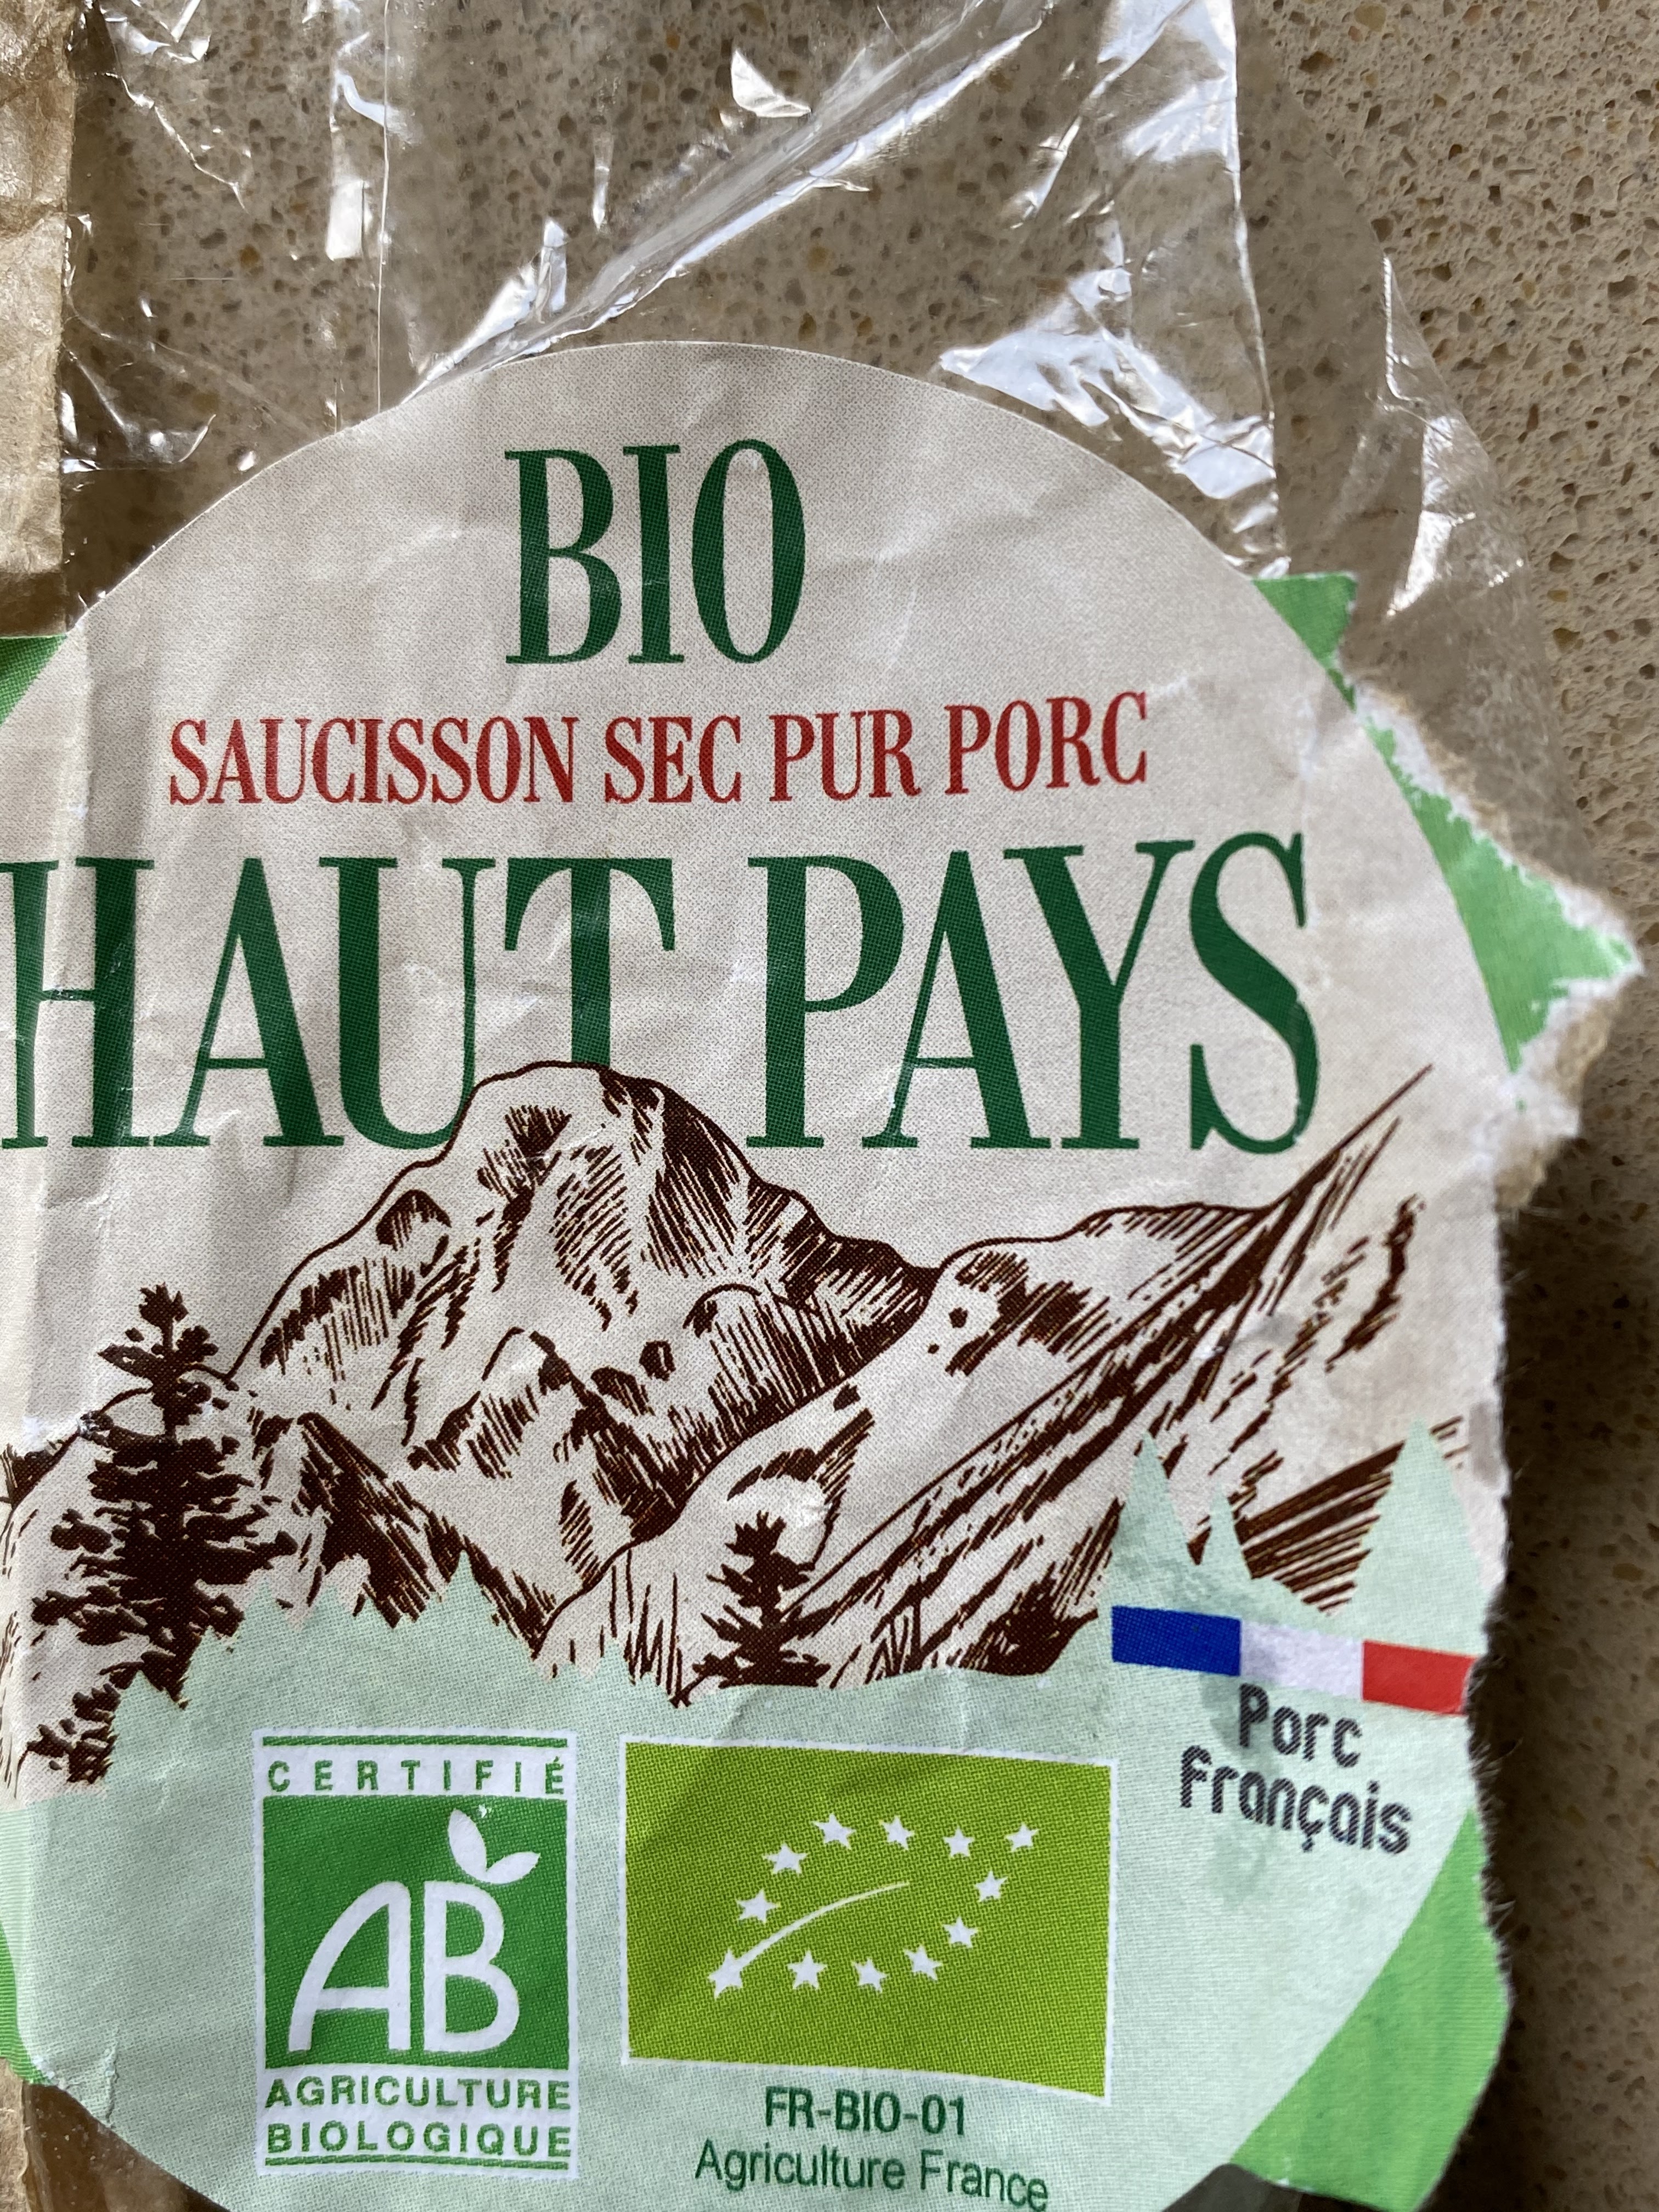 BIO
SAUCISSON SEC PUR PORC
HAUT PAYS
Porc
français
CERTIFIÉ
AB
AGRICULTURE
BIOLOGIQUE
FR-BIO-01
Agriculture France